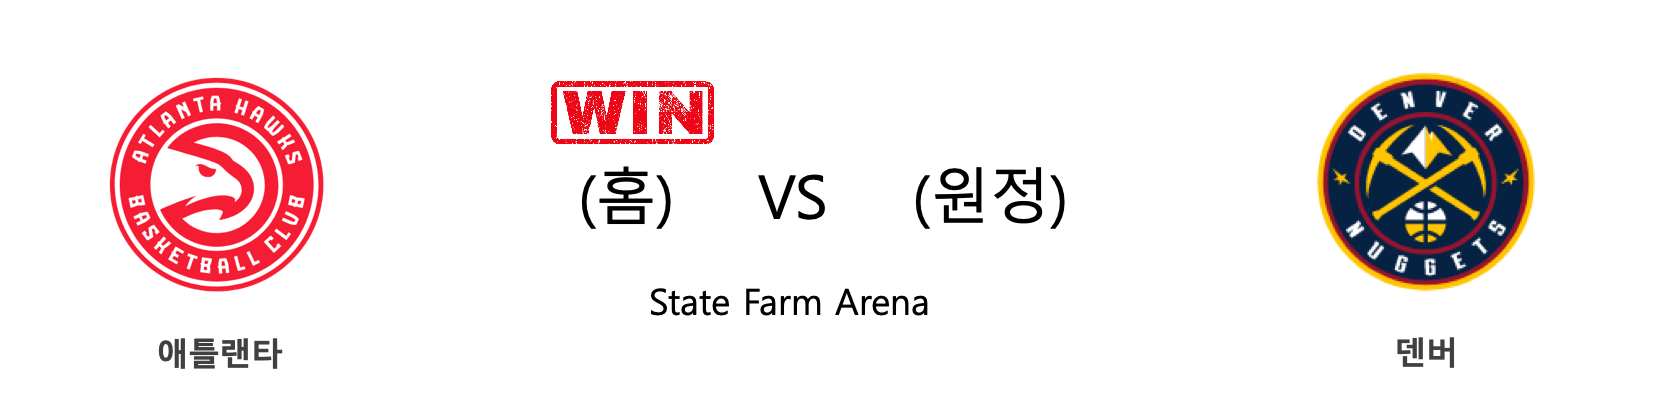 ATLANTA HAWKS
BASKETBALL CLUB
WIN
(홈) VS (원정)
DENVER
NUGGETS
State Farm Arena
애틀랜타
덴버